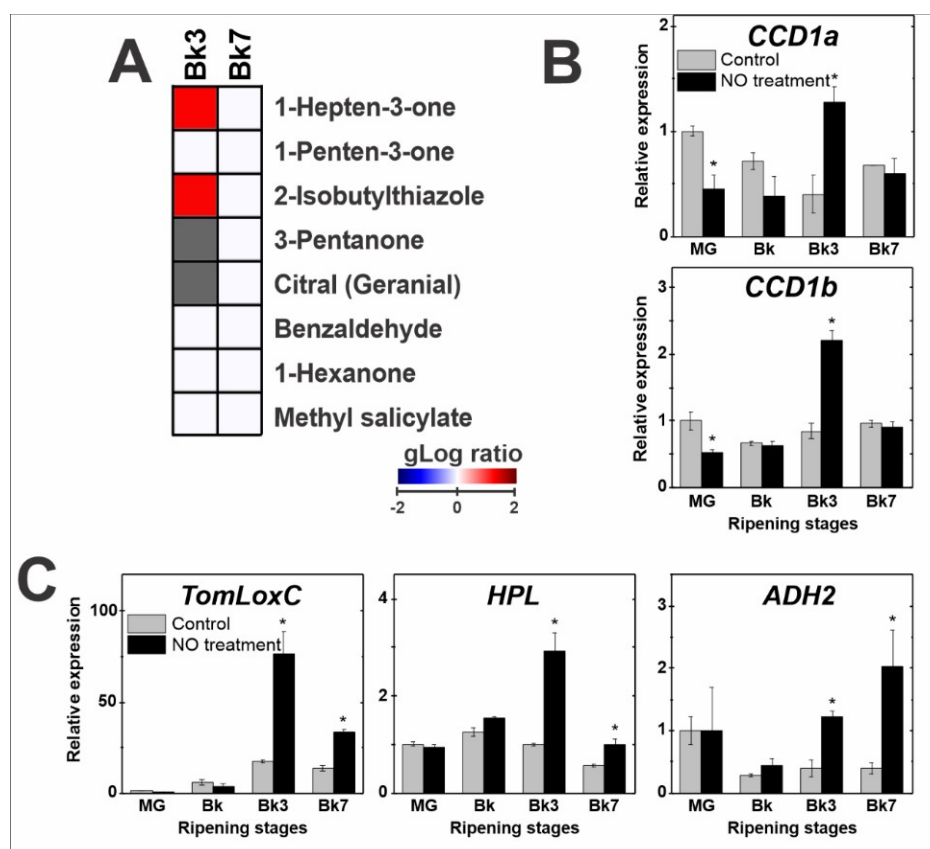 A
Bk3 Bk7
1-Hepten-3-one
1-Penten-3-one
2-Isobutylthiazole
3-Pentanone
Citral (Geranial)
Benzaldehyde
1-Hexanone
Methyl salicylate
gLog ratio
-2 0 2
B
CCD1a
Control
NO treatment
*
*
Relative expression
2
1
0
MG Bk Bk3 Bk7
CCD1b
*
*
Relative expression
3
2
1
0
MG Bk Bk3 Bk7
Ripening stages
C
TomLoxC
Control
NO treatment
*
*
Relative expression
100
50
0
MG Bk Bk3 Bk7
Ripening stages
HPL
*
*
4
2
0
MG Bk Bk3 Bk7
Ripening stages
ADH2
*
*
3
2
1
0
MG Bk Bk3 Bk7
Ripening stages